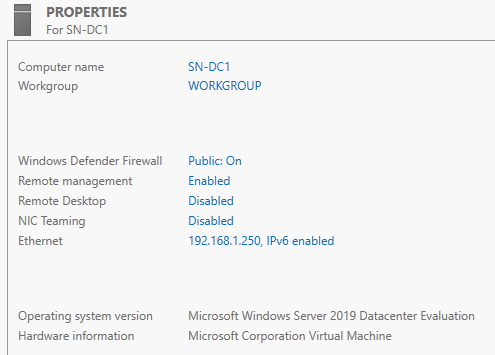 PROPERTIES
For SN-DC1
Computer name SN-DC1
Workgroup WORKGROUP
Windows Defender Firewall Public: On
Remote management Enabled
Remote Desktop Disabled
NIC Teaming Disabled
Ethernet 192.168.1.250, IPv6 enabled
Operating system version Microsoft Windows Server 2019 Datacenter Evaluation
Hardware information Microsoft Corporation Virtual Machine